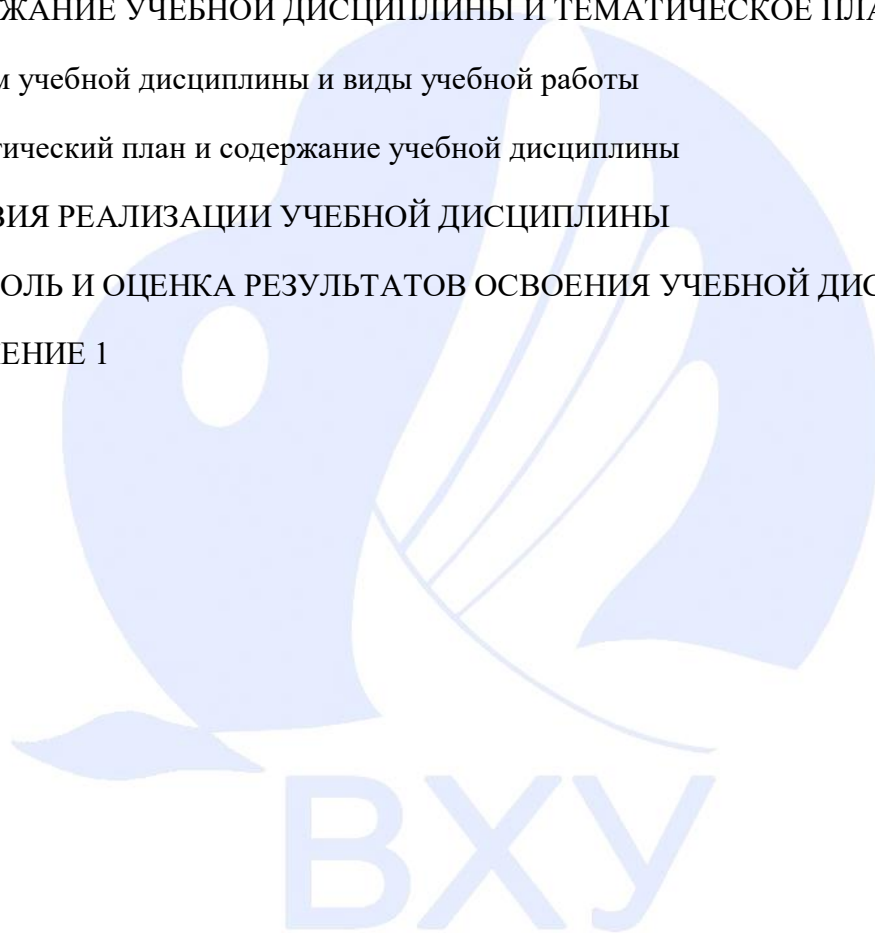 ЖАНИЕ УЧЕБНОЙ ДИСЦИПЛИНЫ И ТЕМАТИЧЕСКОЕ ПЛА
м учебной дисциплины и виды учебной работы
тический план и содержание учебной дисциплины
ВИЯ РЕАЛИЗАЦИИ УЧЕБНОЙ ДИСЦИПЛИНЫ
ОЛЬ И ОЦЕНКА РЕЗУЛЬТАТОВ ОСВОЕНИЯ УЧЕБНОЙ ДИС
ЕНИЕ 1
ВХУ